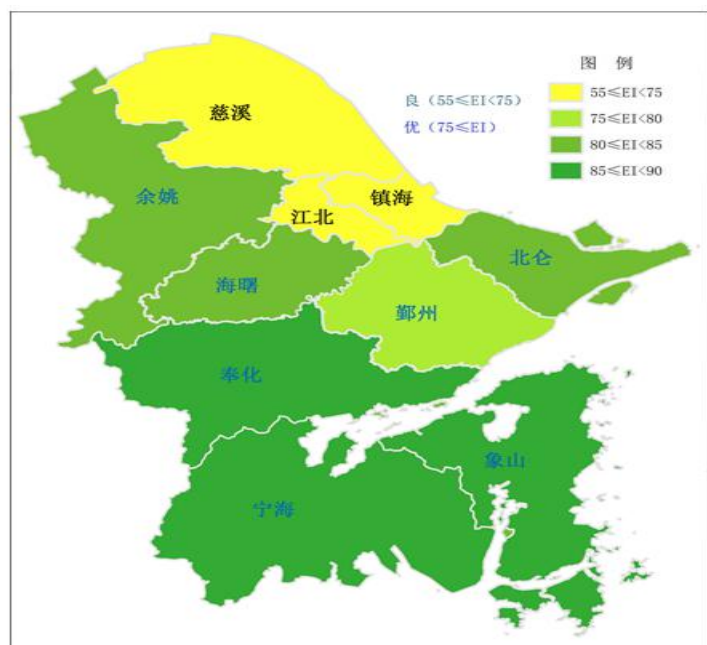 图 例
良（55≤EI<75）
优（75≤EI）
55≤EI<75
75≤EI<80
80≤EI<85
85≤EI<90
慈溪
余姚
镇海
江北
北仑
海曙
鄞州
奉化
象山
宁海